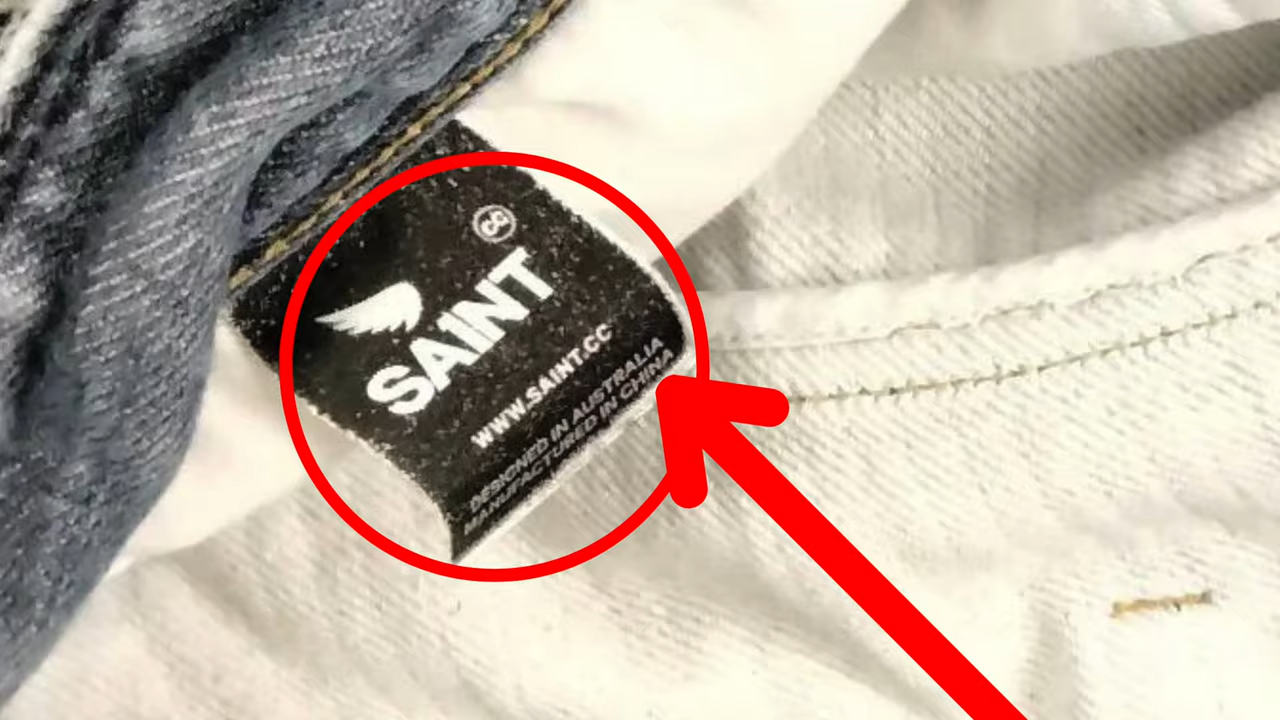 CC
SAINT
WWW.SAINT.CC
DESIGNED IN AUSTRALIA
MANUFACTURED IN CHINA